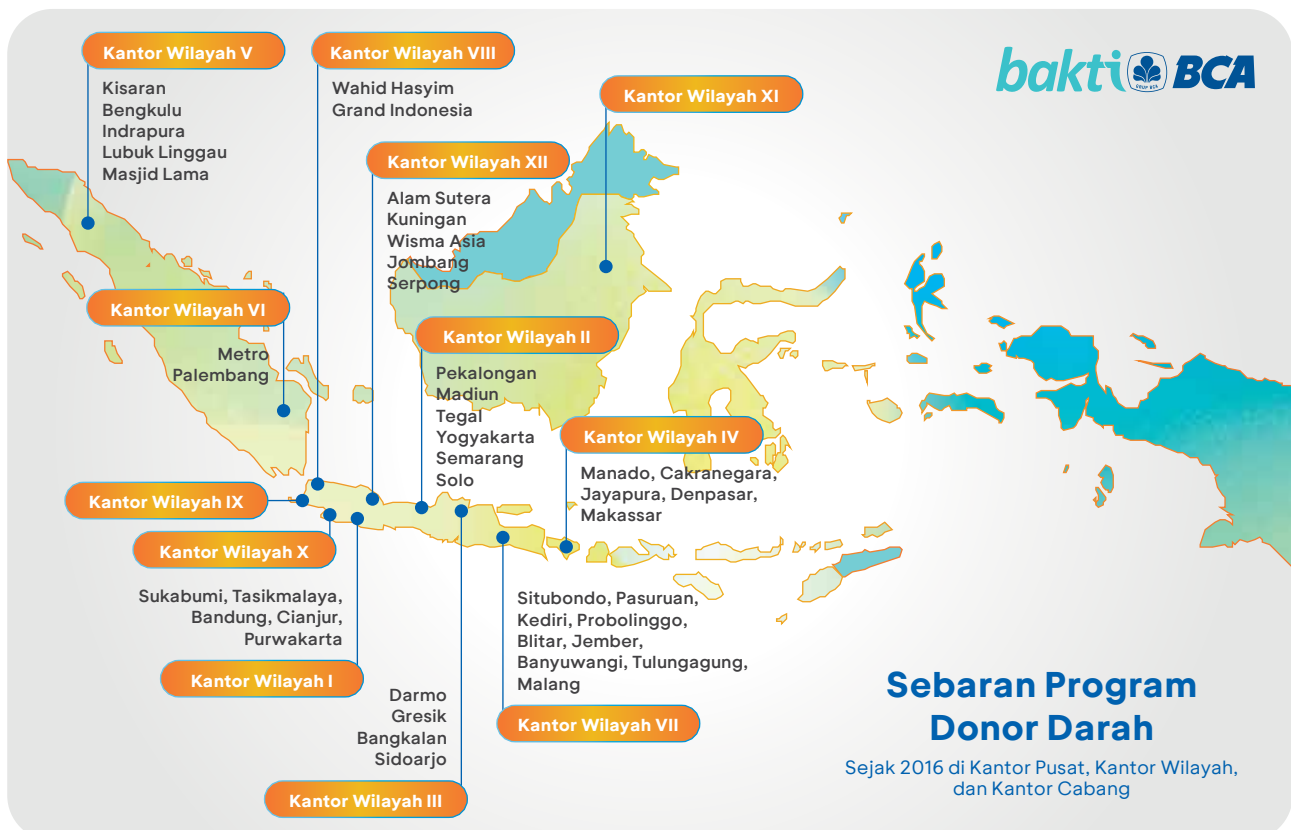 Kantor Wilayah V
Kisaran
Bengkulu
Indrapura
Lubuk Linggau
Masjid Lama
Kantor Wilayah VIII
Wahid Hasyim
Grand Indonesia
Kantor Wilayah XI
bakti BCA
GRUP BCA
Kantor Wilayah XII
Alam Sutera
Kuningan
Wisma Asia
Jombang
Serpong
Kantor Wilayah VI
Metro
Palembang
Kantor Wilayah II
Pekalongan
Madiun
Tegal
Yogyakarta
Semarang
Solo
Kantor Wilayah IV
Manado, Cakranegara,
Jayapura, Denpasar,
Makassar
Kantor Wilayah IX
Kantor Wilayah X
Sukabumi, Tasikmalaya,
Bandung, Cianjur,
Purwakarta
Kantor Wilayah I
Darmo
Gresik
Bangkalan
Sidoarjo
Kantor Wilayah III
Situbondo, Pasuruan,
Kediri, Probolinggo,
Blitar, Jember,
Banyuwangi, Tulungagung,
Malang
Kantor Wilayah VII
Sebaran Program
Donor Darah
Sejak 2016 di Kantor Pusat, Kantor Wilayah,
dan Kantor Cabang